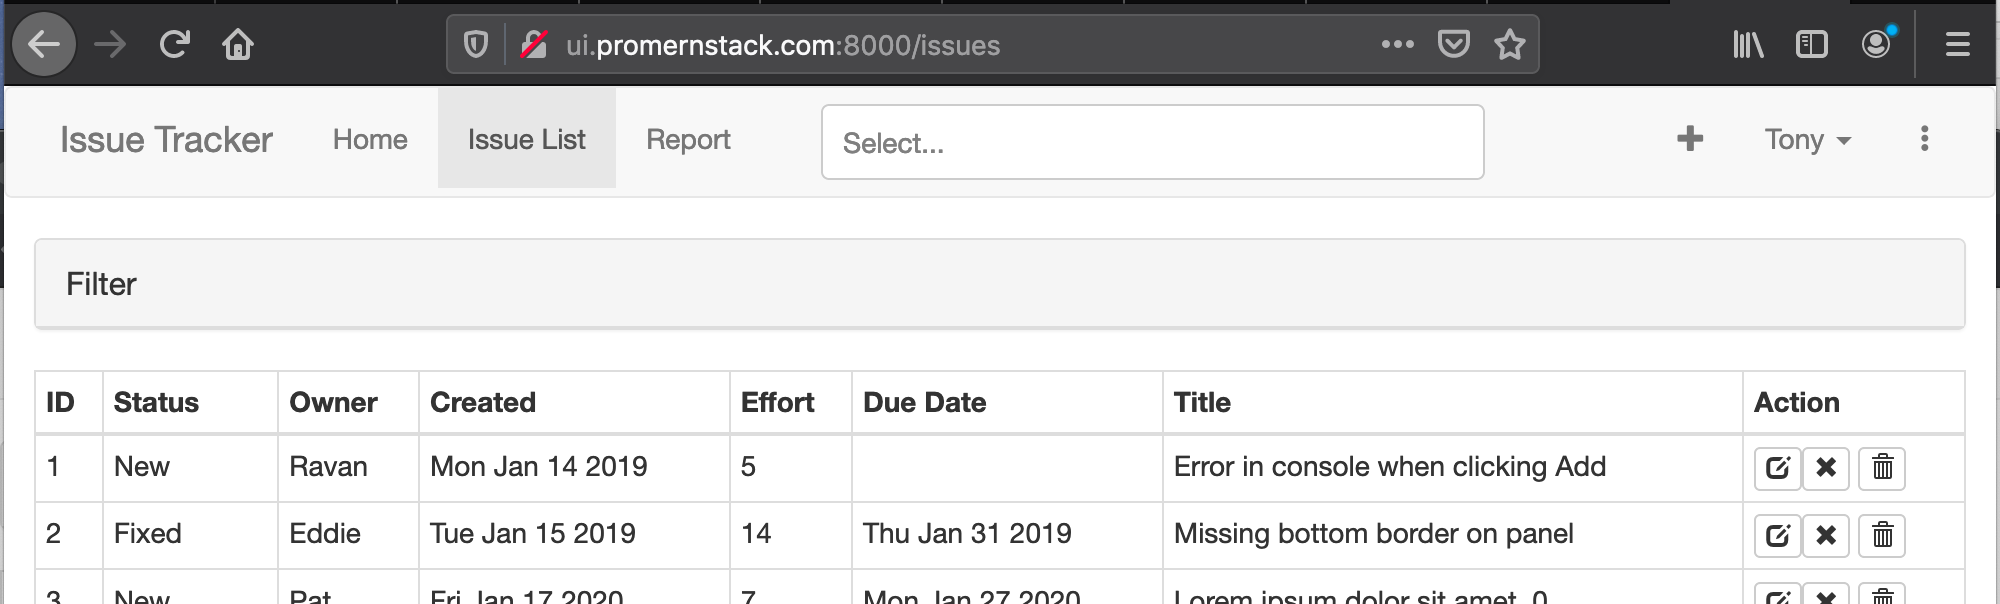 ui.promernstack.com:8000/issues
Issue Tracker Home Issue List Report Select... Tony
Filter
ID Status Owner Created Effort Due Date Title Action
1 New Ravan Mon Jan 14 2019 5 Error in console when clicking Add
2 Fixed Eddie Tue Jan 15 2019 14 Thu Jan 31 2019 Missing bottom border on panel
3 New Pat Fri Jan 17 2020 7 Mon Jan 27 2020 Lorem ipsum dolor sit amet, 0